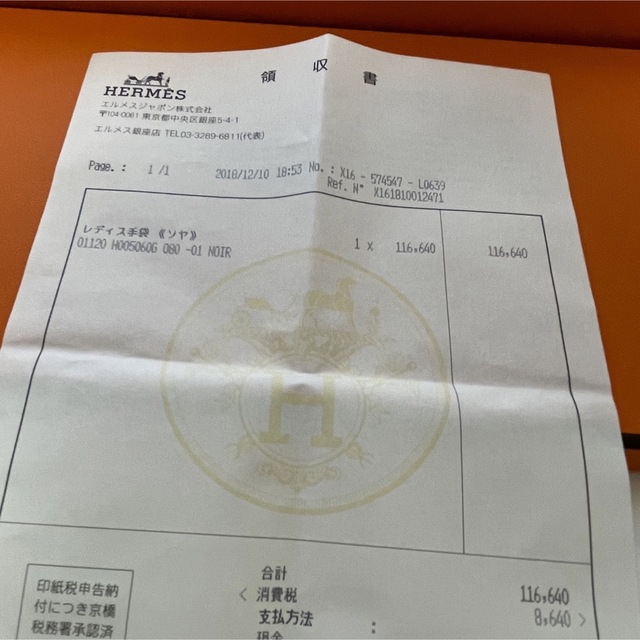 領収書
HERMÈS
エルメスジャポン株式会社
〒104-0061 東京都中央区銀座5-4-1
エルメス銀座店 TEL03-3289-6811(代表)
Page. : 1 /1 2018/12/10 18:53 No. : X16 - 574547 - L0639
Ref. N° X161810012471
レディス手袋 《ソヤ》
01120 H005060G 080 -01 NOIR 1 x 116,640 116,640
H
合計 116,640
< 消費税 8,640 >
支払方法 :
現金
印紙税申告納
付につき京橋
税務署承認済